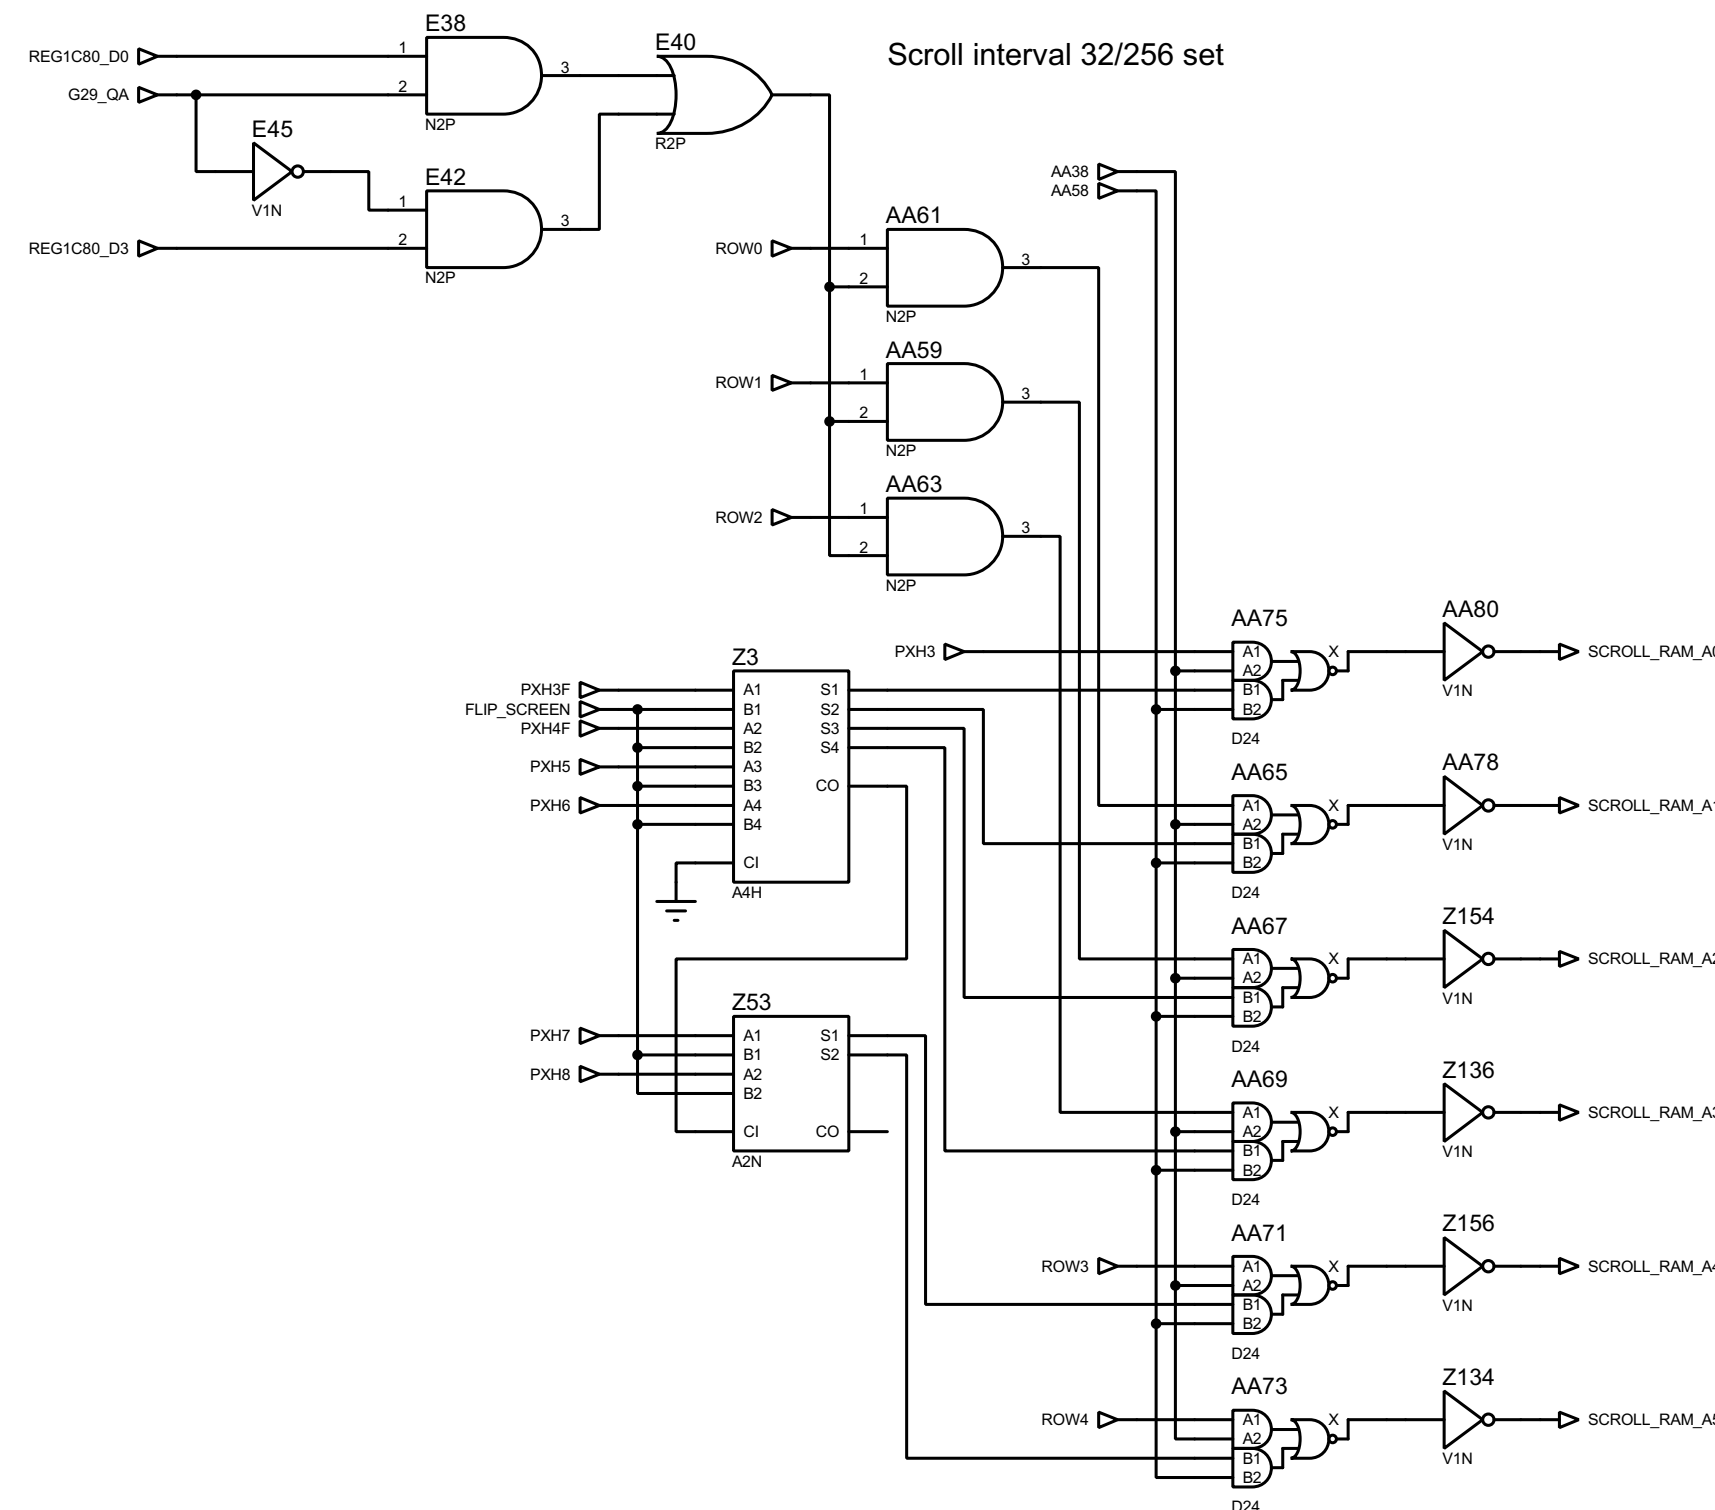 E38
E40
Scroll interval 32/256 set
REG1C80_D0
1
3
G29_QA
2
N2P
R2P
E45
V1N
E42
1
3
REG1C80_D3
2
N2P
AA38
AA58
AA61
ROW0
1
3
2
N2P
AA59
ROW1
1
3
2
N2P
AA63
ROW2
1
3
2
N2P
AA75
AA80
PXH3
A1
X
SCROLL_RAM_A0
A2
B1
V1N
B2
D24
Z3
PXH3F
A1
S1
FLIP_SCREEN
B1
S2
PXH4F
A2
S3
B2
S4
PXH5
A3
B3
CO
PXH6
A4
B4
CI
A4H
AA65
AA78
A1
X
SCROLL_RAM_A1
A2
B1
V1N
B2
D24
AA67
Z154
A1
X
SCROLL_RAM_A2
A2
B1
V1N
B2
D24
Z53
PXH7
A1
S1
B1
S2
PXH8
A2
B2
CI
CO
A2N
AA69
Z136
A1
X
SCROLL_RAM_A3
A2
B1
V1N
B2
D24
AA71
Z156
ROW3
A1
X
SCROLL_RAM_A4
A2
B1
V1N
B2
D24
AA73
Z134
ROW4
A1
X
SCROLL_RAM_A5
A2
B1
V1N
B2
D24